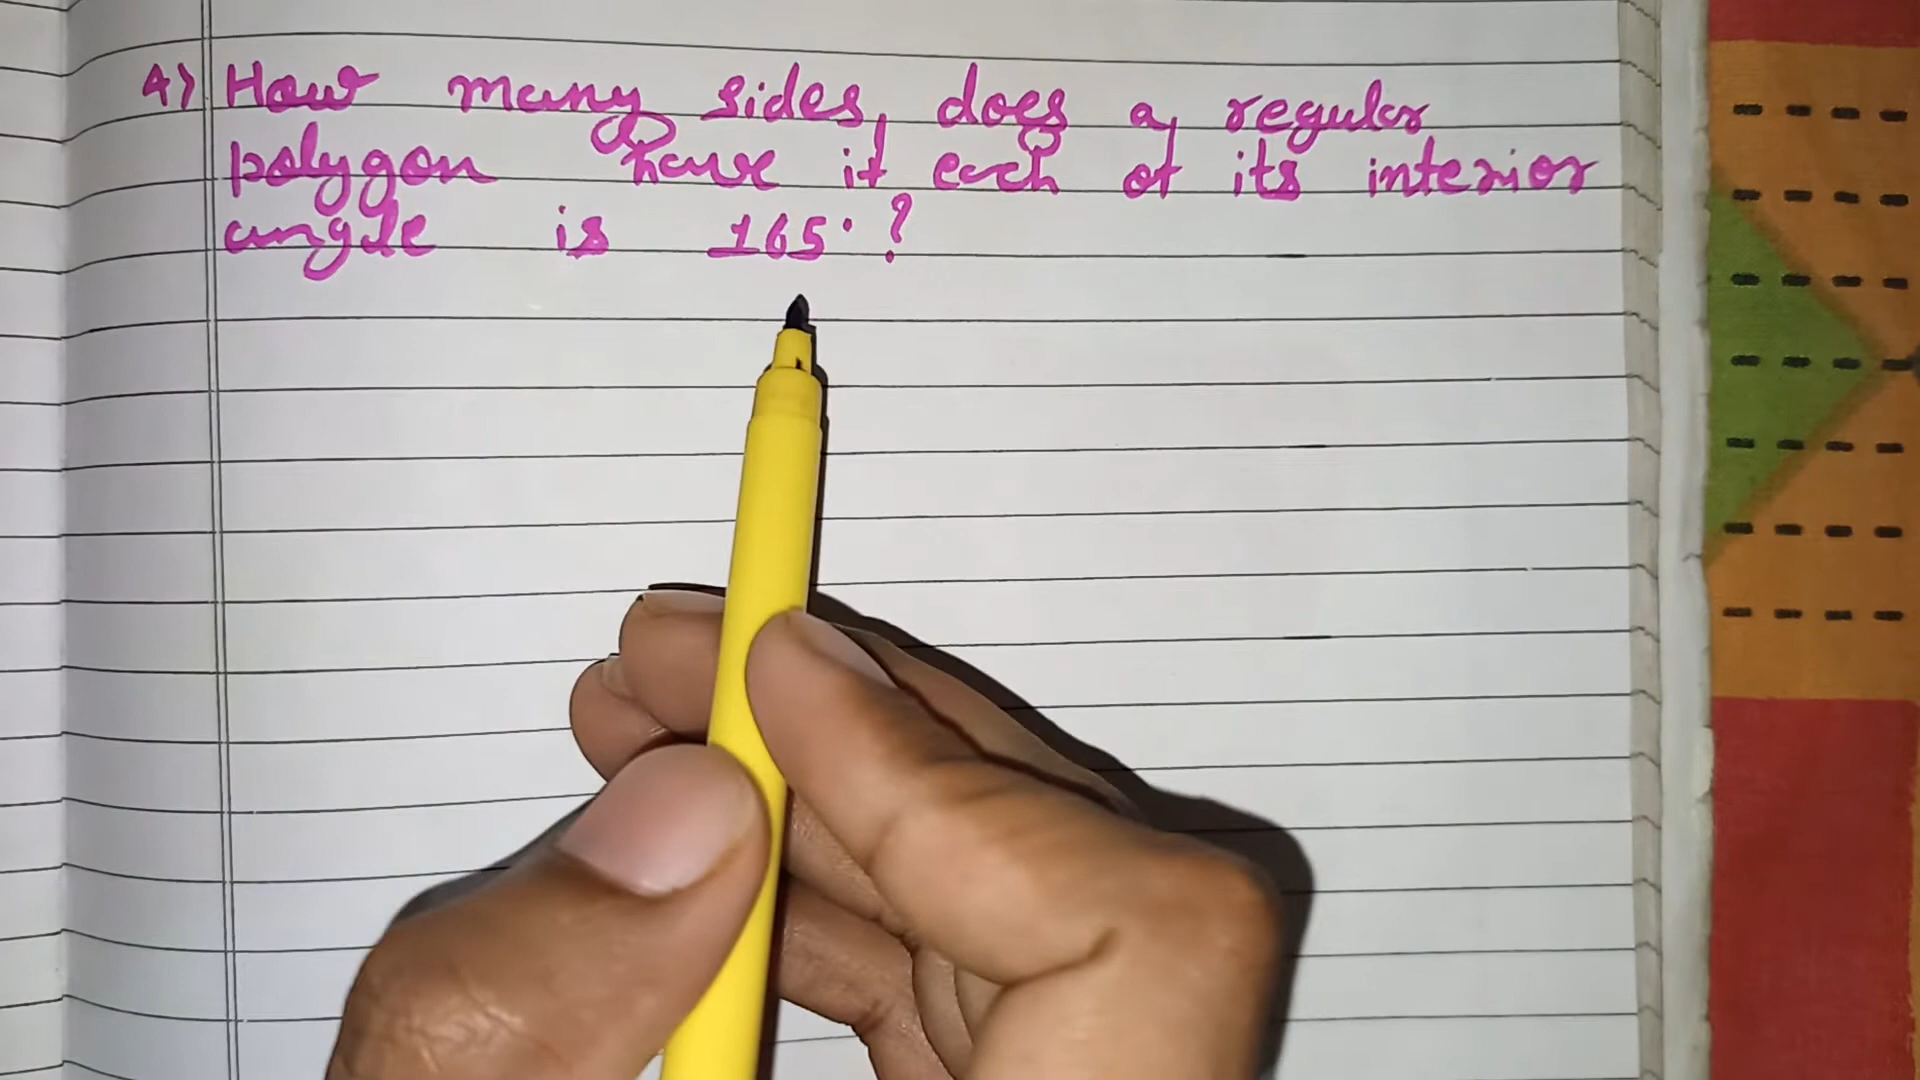 4) How many sides, does a regular
polygon have if each of its interior
angle is 165°?